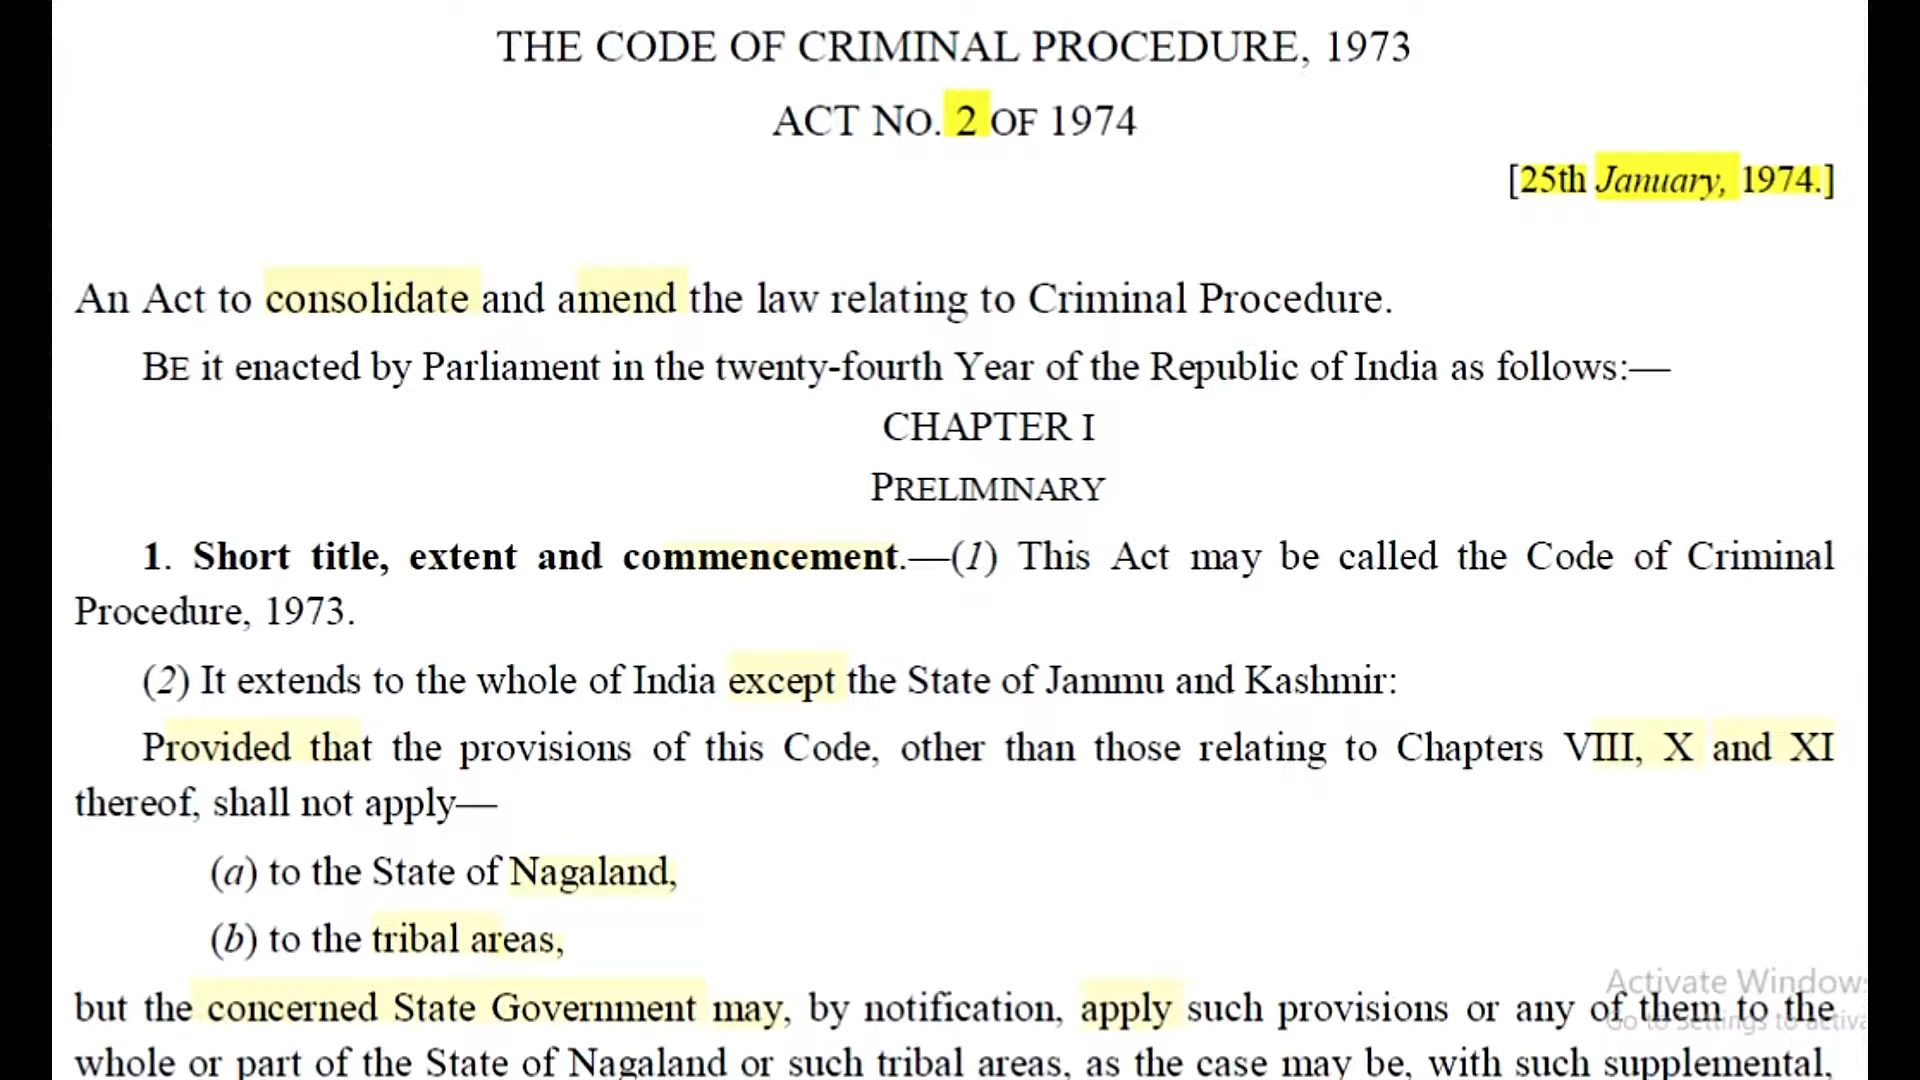 THE CODE OF CRIMINAL PROCEDURE, 1973
ACT NO. 2 OF 1974
[25th January, 1974.]
An Act to consolidate and amend the law relating to Criminal Procedure.
BE it enacted by Parliament in the twenty-fourth Year of the Republic of India as follows:—
CHAPTER I
PRELIMINARY
1. Short title, extent and commencement.—(1) This Act may be called the Code of Criminal
Procedure, 1973.
(2) It extends to the whole of India except the State of Jammu and Kashmir:
Provided that the provisions of this Code, other than those relating to Chapters VIII, X and XI
thereof, shall not apply—
(a) to the State of Nagaland,
(b) to the tribal areas,
Activate Windows
but the concerned State Government may, by notification, apply such provisions or any of them to the
Go to Settings to activa
whole or part of the State of Nagaland or such tribal areas, as the case may be, with such supplemental,